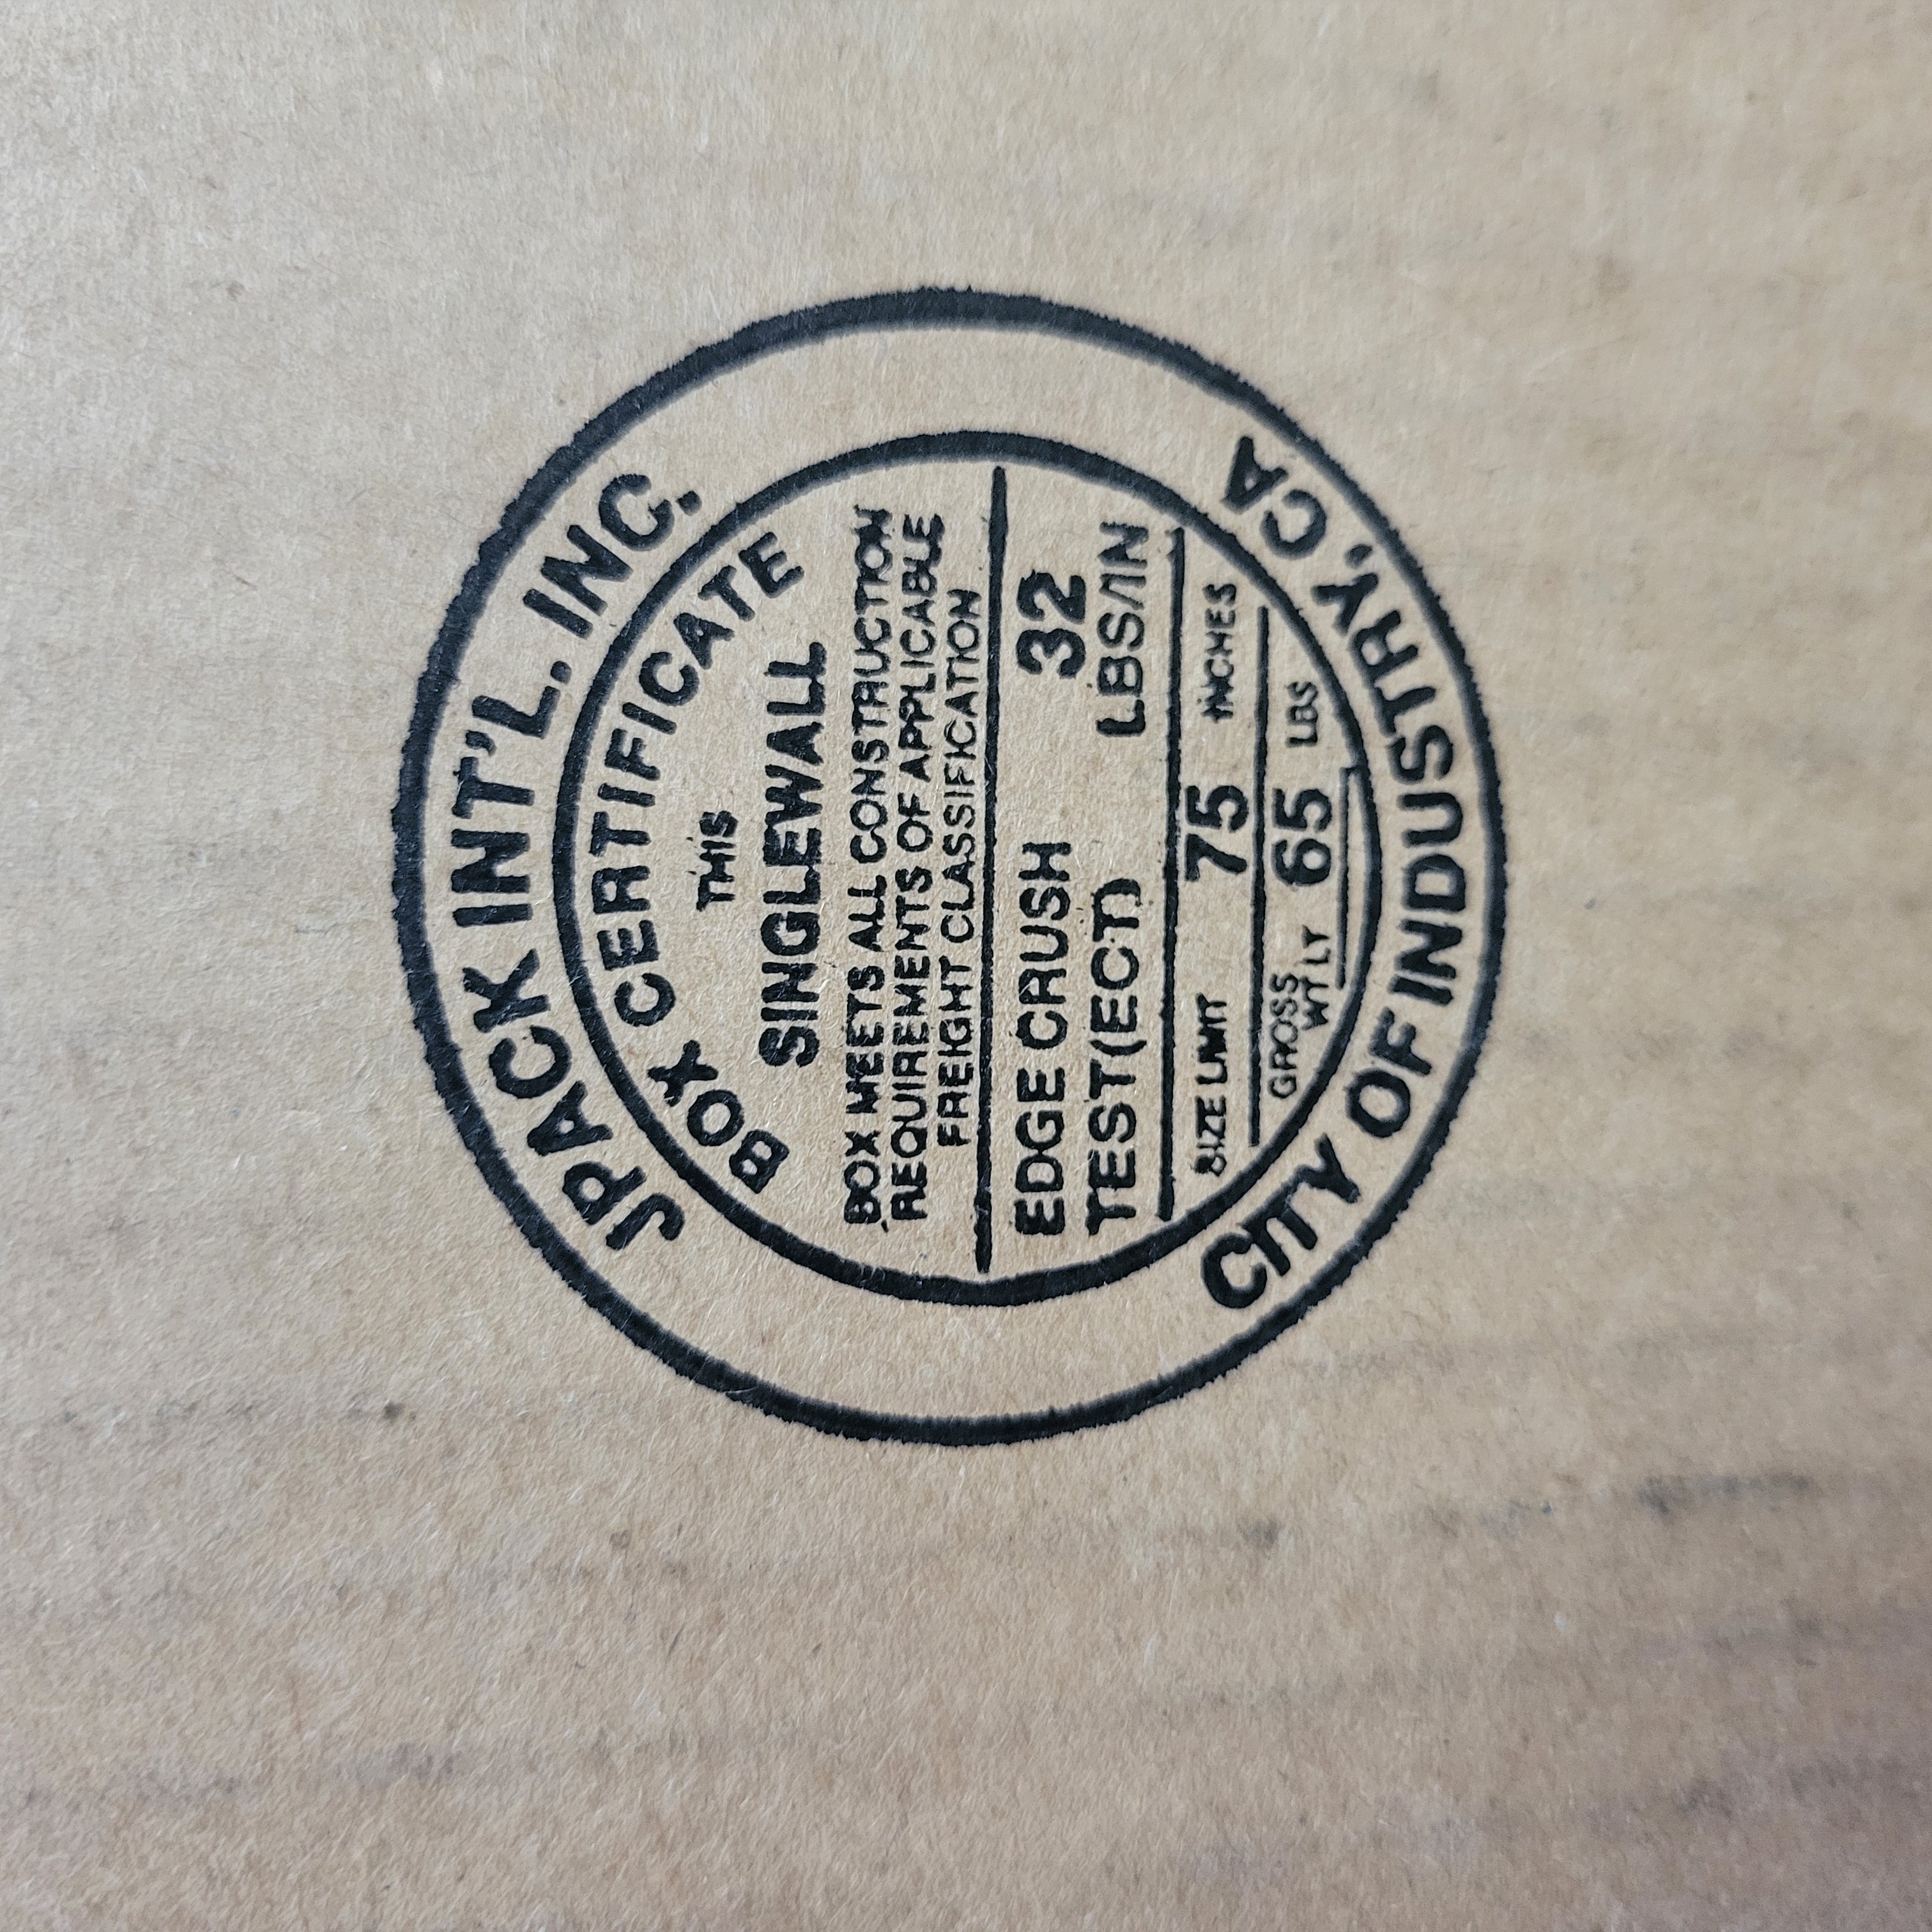 JPACK INT'L. INC.
BOX CERTIFICATE
THIS
SINGLEWALL
BOX MEETS ALL CONSTRUCTION
REQUIREMENTS OF APPLICABLE
FREIGHT CLASSIFICATION
EDGE CRUSH 32
TEST(ECT) LBS/IN
SIZE LIMIT 75 INCHES
GROSS
WT LY 65 LBS
CITY OF INDUSTRY, CA